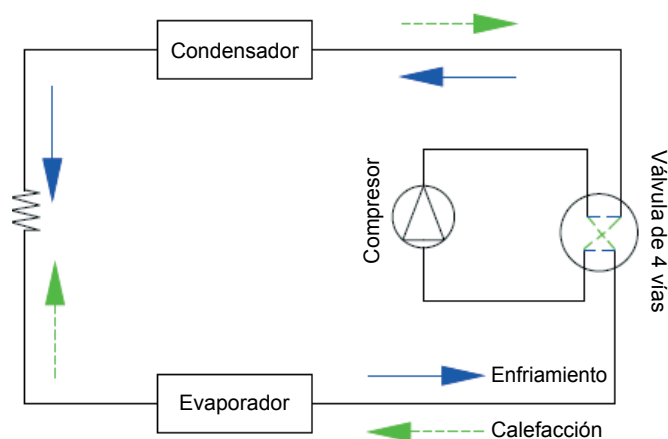 Condensador
Compresor
Válvula de 4 vías
Evaporador
Enfriamiento
Calefacción